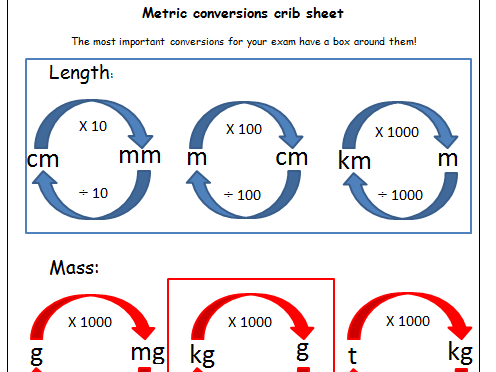 Metric conversions crib sheet
The most important conversions for your exam have a box around them!
Length:
X 10
X 100
X 1000
cm
mm
m
cm
km
m
÷ 10
÷ 100
÷ 1000
Mass:
X 1000
X 1000
X 1000
g
mg
kg
g
t
kg